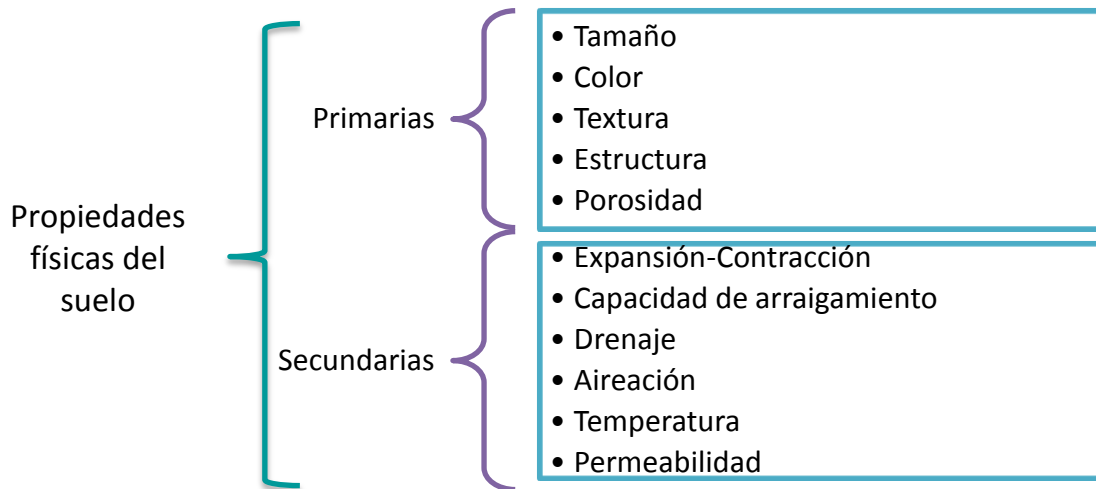 Propiedades
físicas del
suelo
Primarias
• Tamaño
• Color
• Textura
• Estructura
• Porosidad
Secundarias
• Expansión-Contracción
• Capacidad de arraigamiento
• Drenaje
• Aireación
• Temperatura
• Permeabilidad